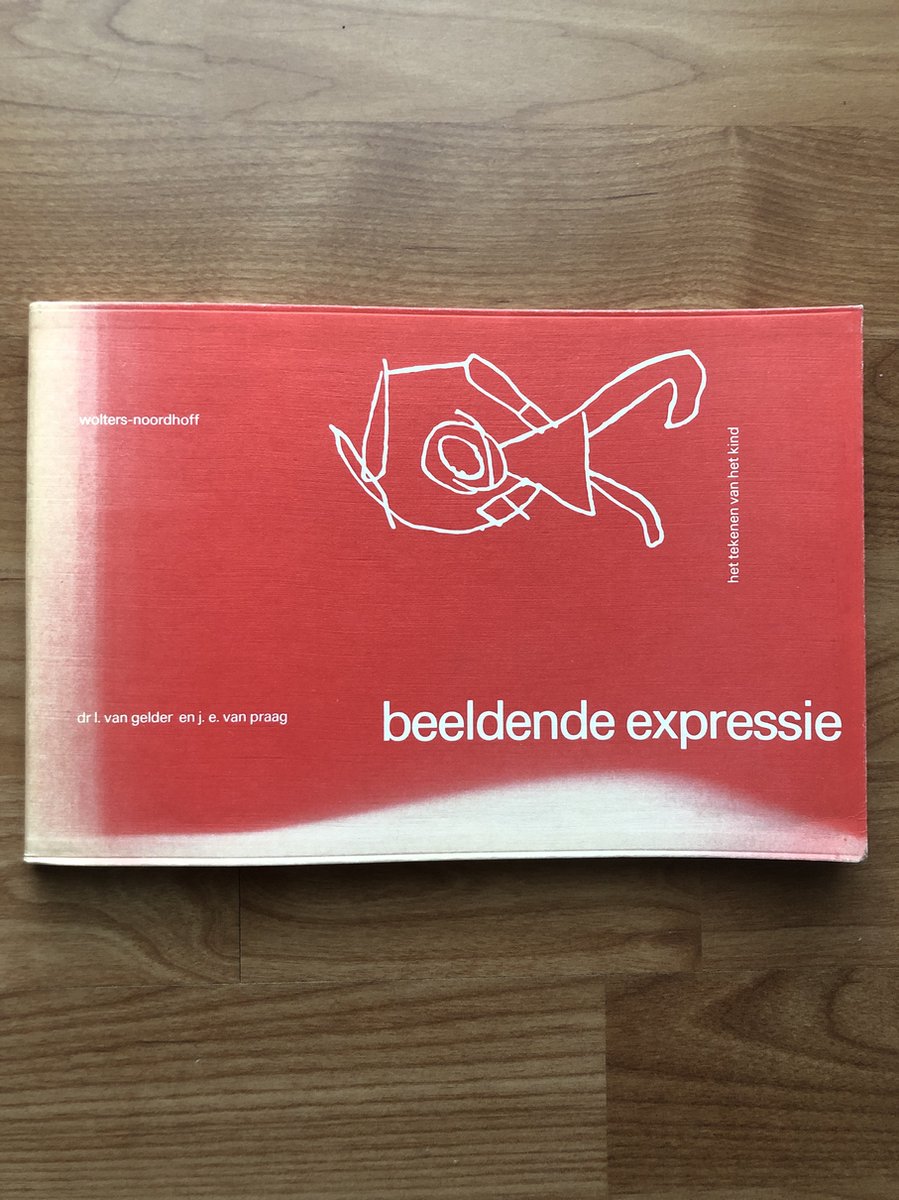 wolters-noordhoff
het tekenen van het kind
dr l. van gelder en j. e. van praag
beeldende expressie